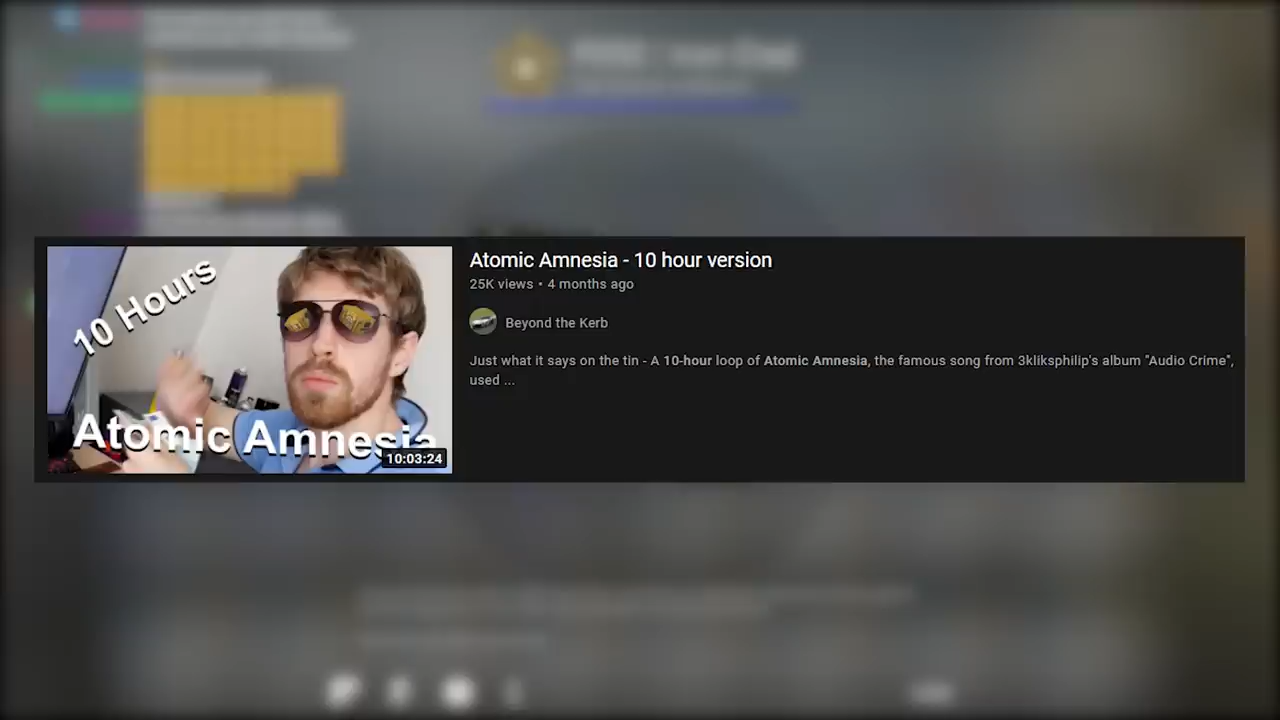 10 Hours
Atomic Amnesia
10:03:24
Atomic Amnesia - 10 hour version
25K views • 4 months ago
Beyond the Kerb
Just what it says on the tin - A 10-hour loop of Atomic Amnesia, the famous song from 3kliksphilip's album "Audio Crime",
used ...